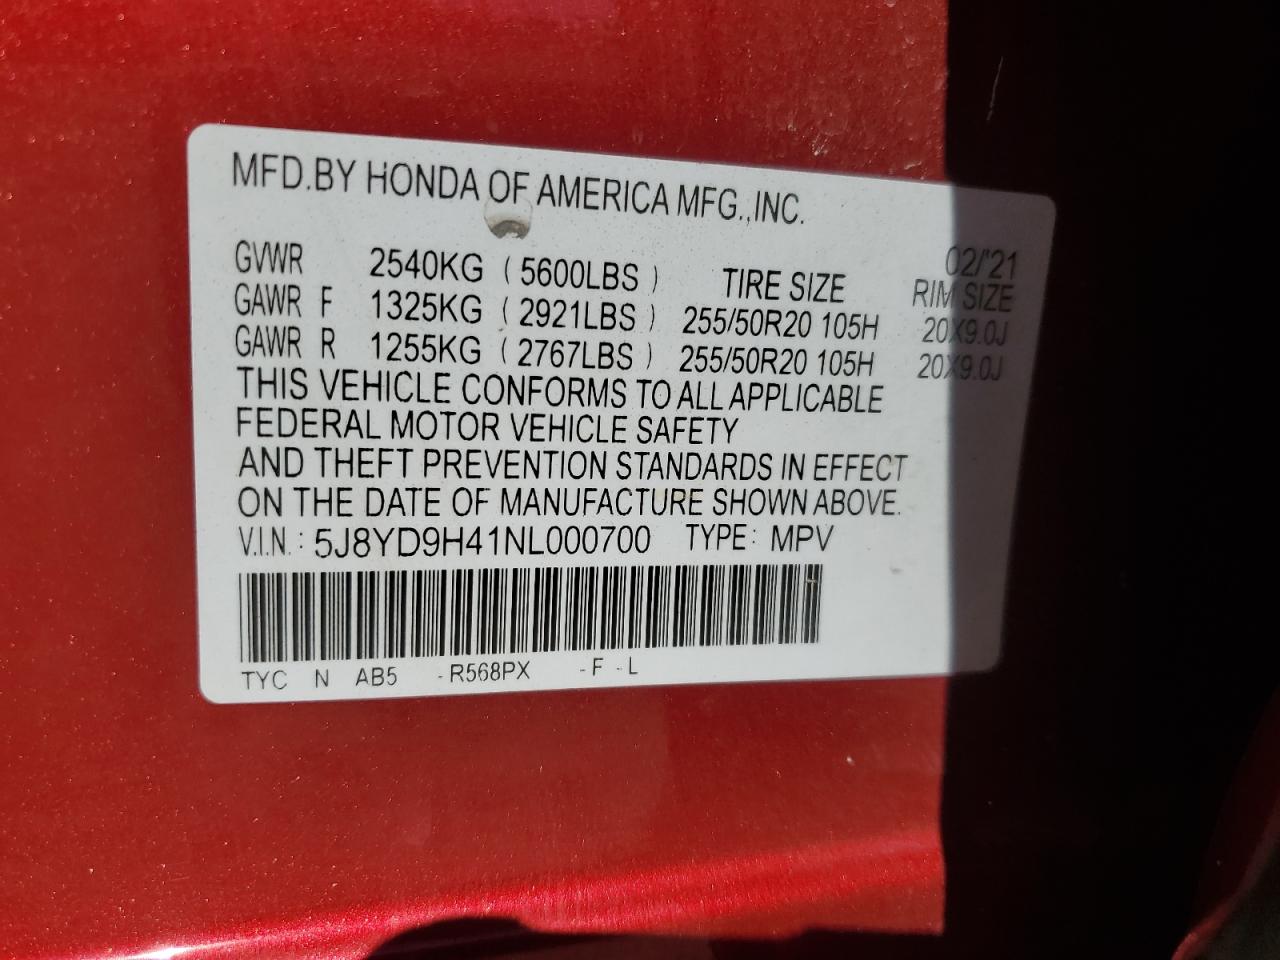 MFD.BY HONDA OF AMERICA MFG.,INC.
02/'21
GVWR 2540KG ( 5600LBS ) TIRE SIZE RIM SIZE
GAWR F 1325KG ( 2921LBS ) 255/50R20 105H 20X9.0J
GAWR R 1255KG ( 2767LBS ) 255/50R20 105H 20X9.0J
THIS VEHICLE CONFORMS TO ALL APPLICABLE
FEDERAL MOTOR VEHICLE SAFETY
AND THEFT PREVENTION STANDARDS IN EFFECT
ON THE DATE OF MANUFACTURE SHOWN ABOVE.
V.I.N. : 5J8YD9H41NL000700 TYPE: MPV
TYC N AB5 -R568PX -F -L